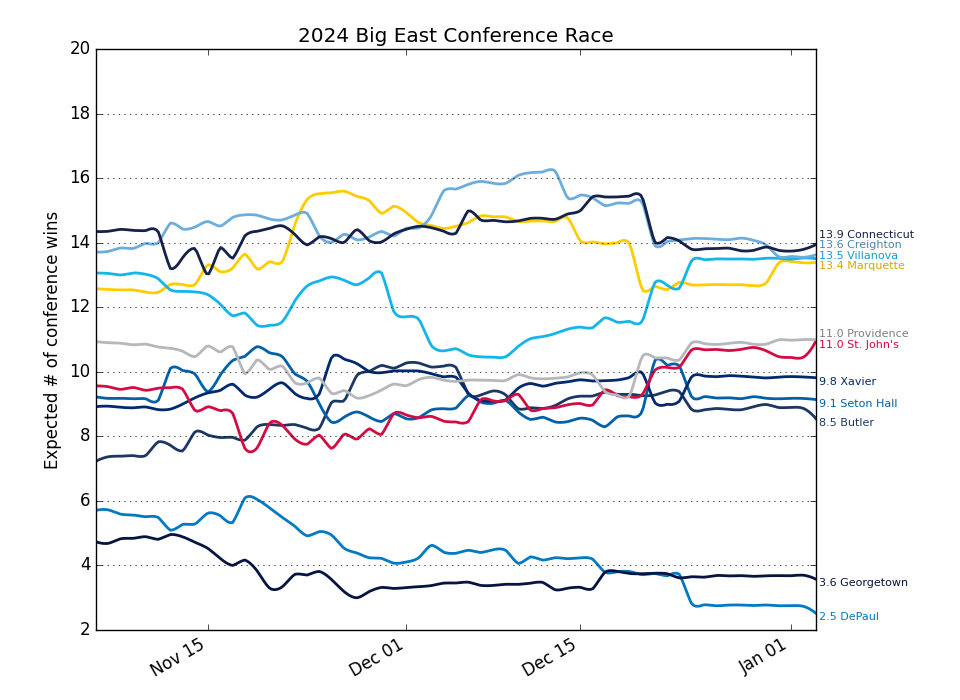 2024 Big East Conference Race
Expected # of conference wins
20
18
16
14
12
10
8
6
4
2
Nov 15
Dec 01
Dec 15
Jan 01
13.9 Connecticut
13.6 Creighton
13.5 Villanova
13.4 Marquette
11.0 Providence
11.0 St. John's
9.8 Xavier
9.1 Seton Hall
8.5 Butler
3.6 Georgetown
2.5 DePaul